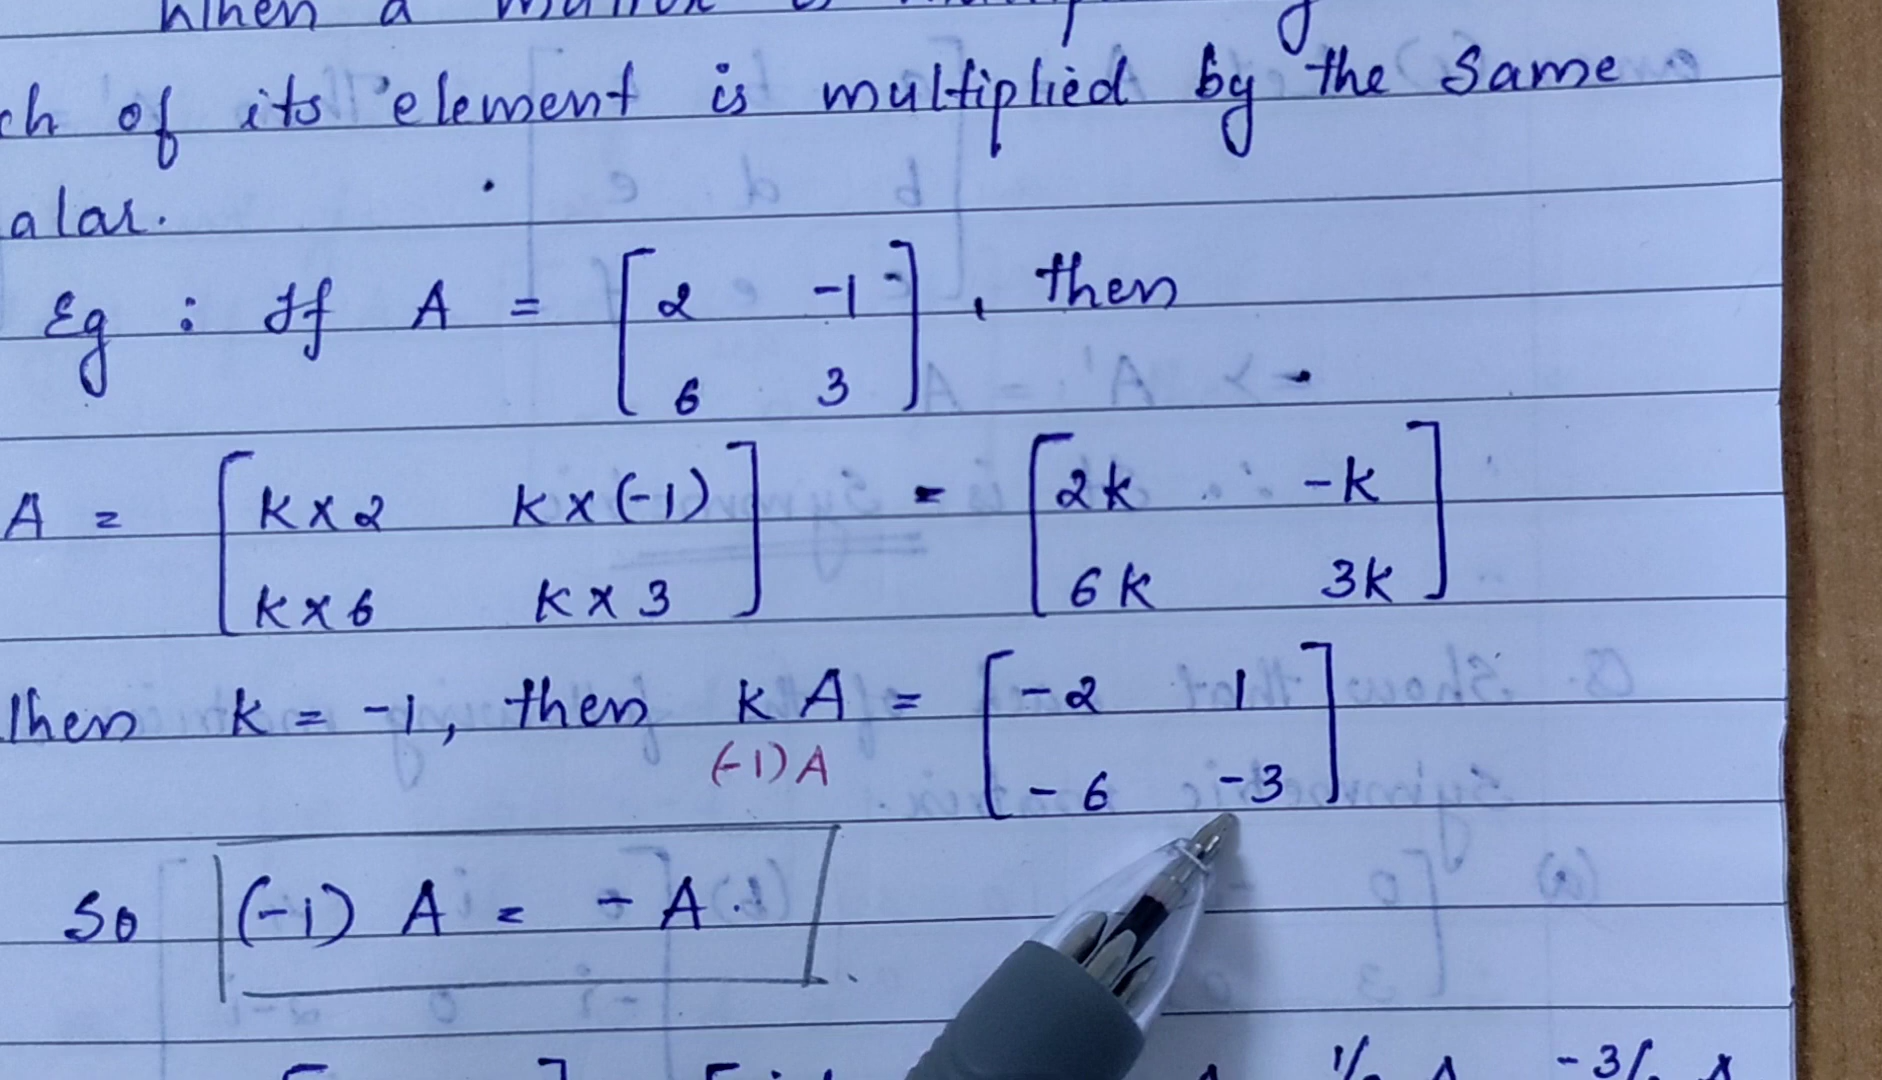 When a
ch of its element is multiplied by the same
alar.
Eg : If A = [2 -1
6 3], then
A = [k×2 k×(-1)
k×6 k×3] = [2k -k
6k 3k]
When k = -1, then kA = [-2 1
-6 -3]
(-1)A
So (-1) A = -A.